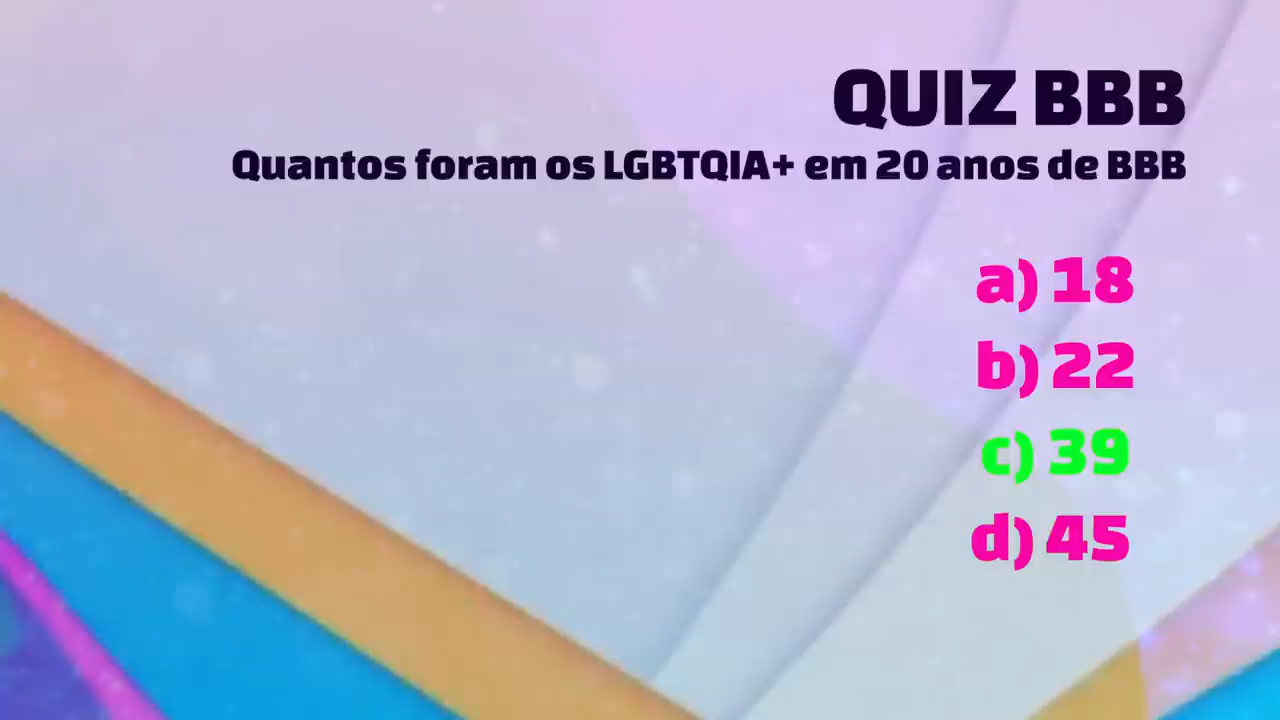 QUIZ BBB
Quantos foram os LGBTQIA+ em 20 anos de BBB
a) 18
b) 22
c) 39
d) 45